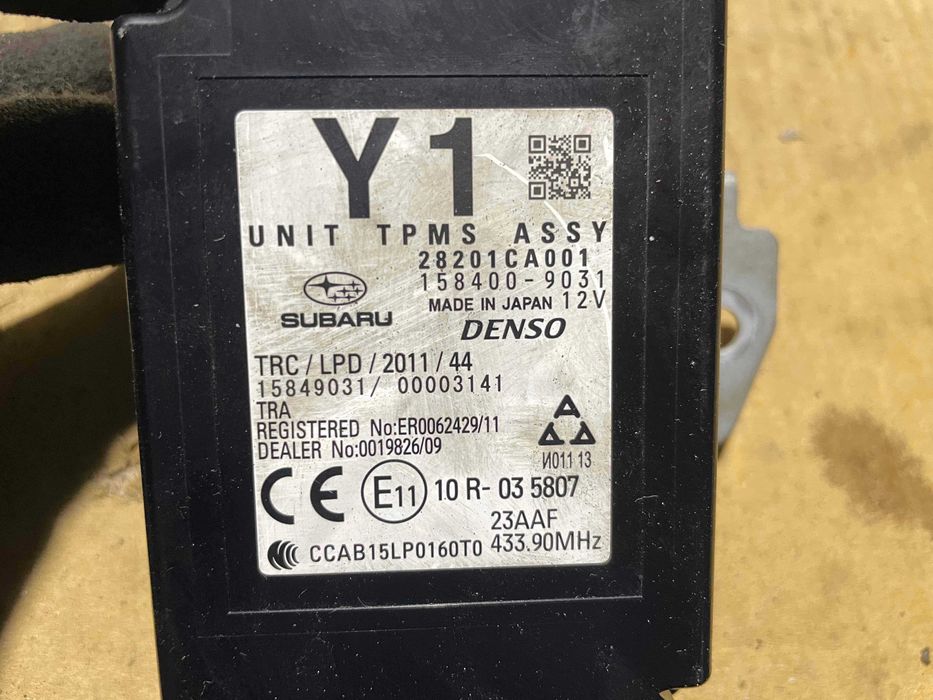 Y1
UNIT TPMS ASSY
28201CA001
158400-9031
MADE IN JAPAN 12V
SUBARU
DENSO
TRC/LPD/2011/44
15849031/ 00003141
TRA
REGISTERED No:ER0062429/11
DEALER No:0019826/09
И011 13
CE E11 10 R- 03 5807
23AAF
CCAB15LP0160T0 433.90MHz